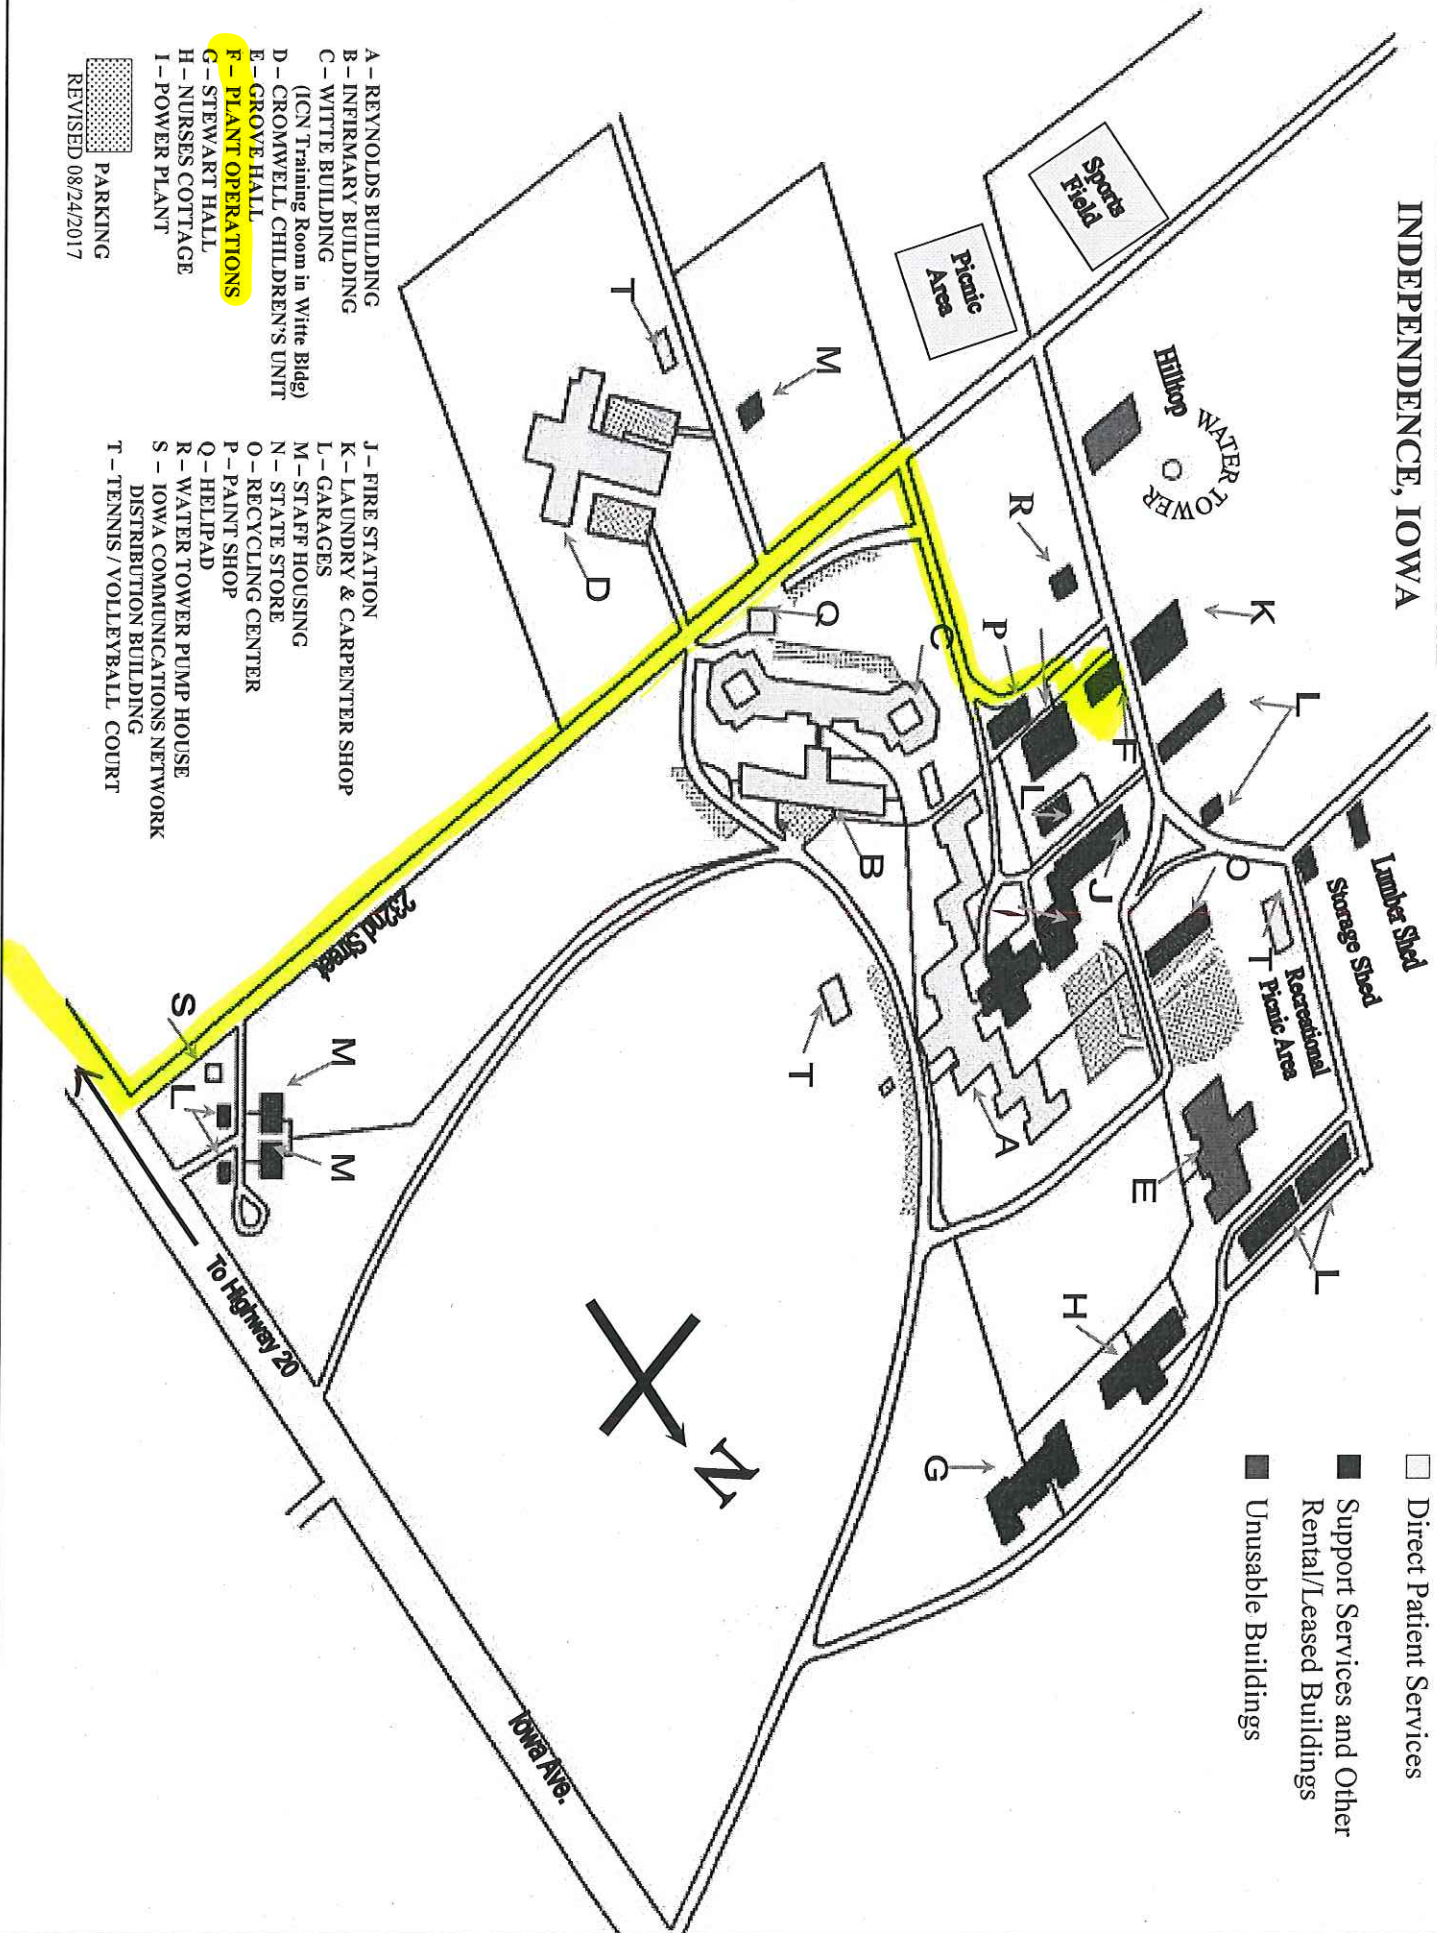 INDEPENDENCE, IOWA
Direct Patient Services
Support Services and Other
Rental/Leased Buildings
Unusable Buildings
Sports
Field
Picnic
Area
Hilltop
WATER
TOWER
R
K
L
P
C
F
L
J
O
Lumber Shed
Storage Shed
T
Recreational
Picnic Area
M
T
D
Q
B
A
E
L
H
G
T
232nd Street
S
L
M
M
To Highway 20
N
Iowa Ave.
A – REYNOLDS BUILDING
B – INFIRMARY BUILDING
C – WITTE BUILDING
(ICN Training Room in Witte Bldg)
D – CROMWELL CHILDREN'S UNIT
E – GROVE HALL
F – PLANT OPERATIONS
G – STEWART HALL
H – NURSES COTTAGE
I – POWER PLANT
PARKING
REVISED 08/24/2017
J – FIRE STATION
K – LAUNDRY & CARPENTER SHOP
L – GARAGES
M – STAFF HOUSING
N – STATE STORE
O – RECYCLING CENTER
P – PAINT SHOP
Q – HELIPAD
R – WATER TOWER PUMP HOUSE
S – IOWA COMMUNICATIONS NETWORK
DISTRIBUTION BUILDING
T – TENNIS / VOLLEYBALL COURT